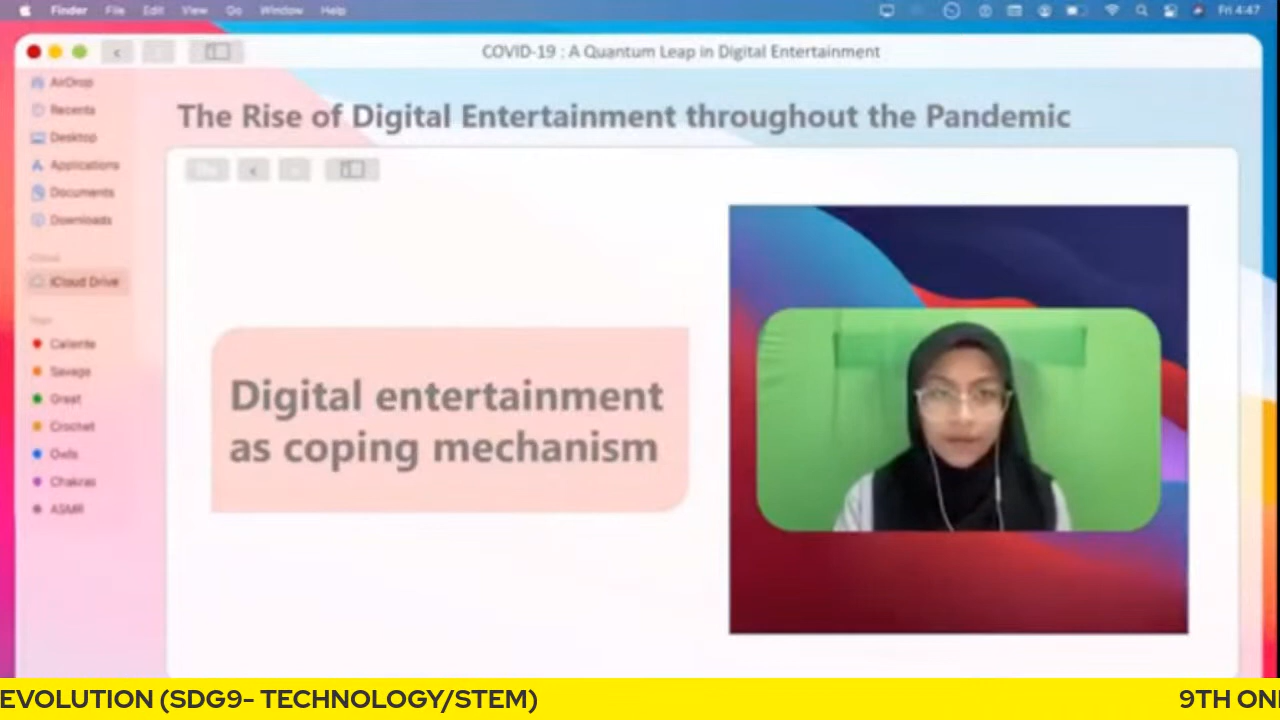 Finder File Edit View Go Window Help Fri 4:47
COVID-19 : A Quantum Leap in Digital Entertainment
AirDrop
Recents
Desktop
Applications
Documents
Downloads
iCloud
iCloud Drive
Tags
Caliente
Savage
Great
Crochet
Owls
Chakras
ASMR
The Rise of Digital Entertainment throughout the Pandemic
Digital entertainment
as coping mechanism
EVOLUTION (SDG9- TECHNOLOGY/STEM) 9TH ON